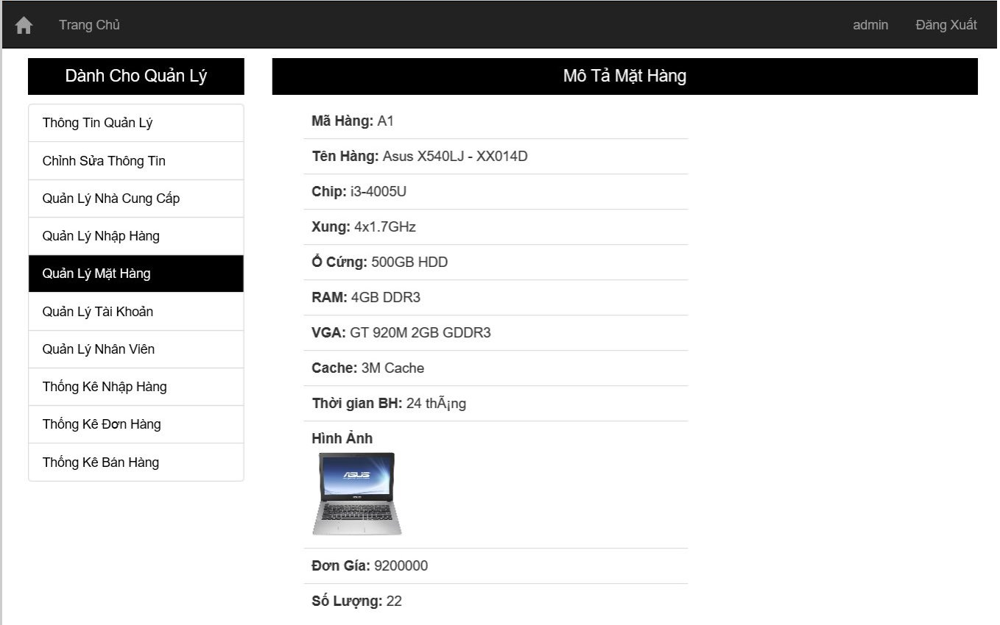 Trang Chủ
admin
Đăng Xuất
Dành Cho Quản Lý
Thông Tin Quản Lý
Chỉnh Sửa Thông Tin
Quản Lý Nhà Cung Cấp
Quản Lý Nhập Hàng
Quản Lý Mặt Hàng
Quản Lý Tài Khoản
Quản Lý Nhân Viên
Thống Kê Nhập Hàng
Thống Kê Đơn Hàng
Thống Kê Bán Hàng
Mô Tả Mặt Hàng
Mã Hàng: A1
Tên Hàng: Asus X540LJ - XX014D
Chip: i3-4005U
Xung: 4x1.7GHz
Ổ Cứng: 500GB HDD
RAM: 4GB DDR3
VGA: GT 920M 2GB GDDR3
Cache: 3M Cache
Thời gian BH: 24 thÃ¡ng
Hình Ảnh
ASUS
Đơn Gía: 9200000
Số Lượng: 22